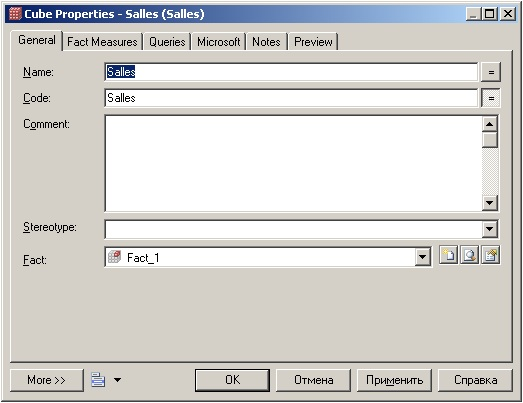 Cube Properties - Salles (Salles)
General Fact Measures Queries Microsoft Notes Preview
Name: Salles =
Code: Salles =
Comment:
Stereotype:
Fact: Fact_1
More >> OK Отмена Применить Справка